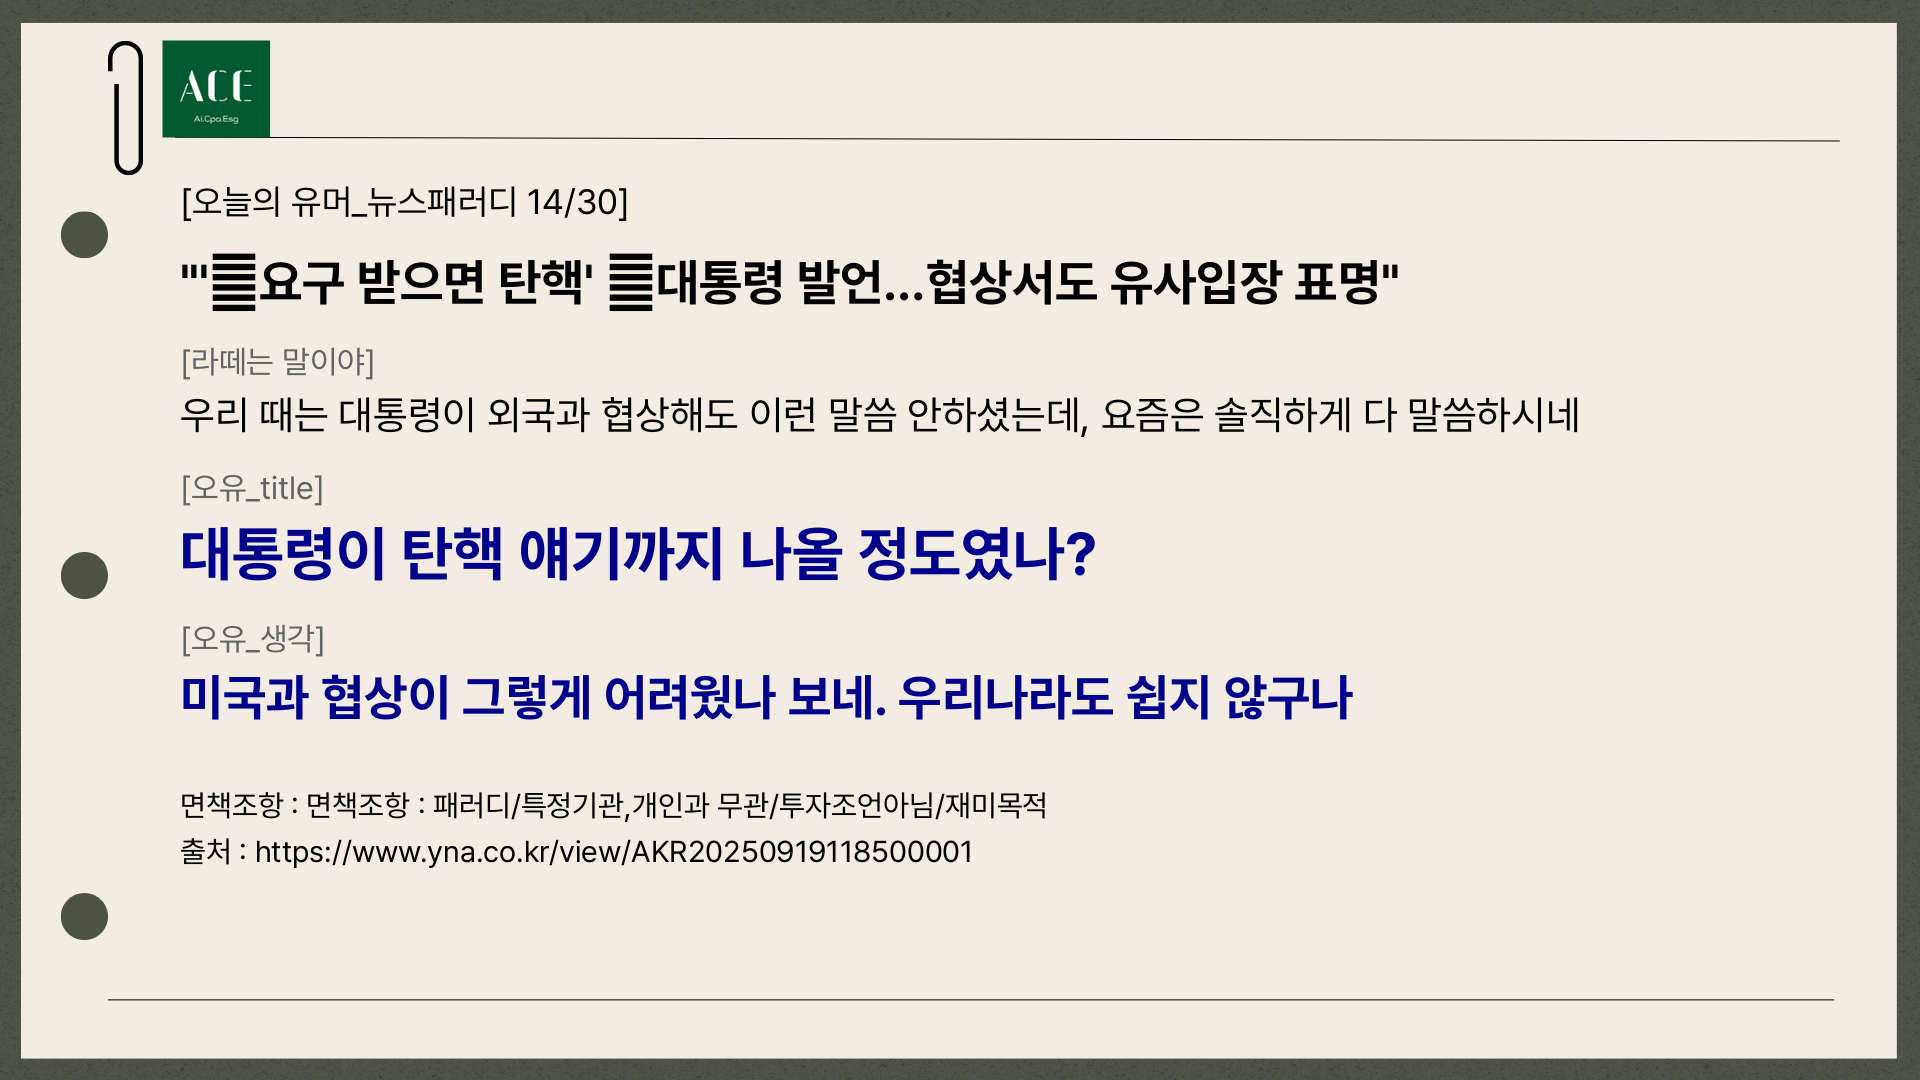 ACE
Ai.Cpa.Esg
[오늘의 유머_뉴스패러디 14/30]
"'요구 받으면 탄핵' 대통령 발언…협상서도 유사입장 표명"
[라떼는 말이야]
우리 때는 대통령이 외국과 협상해도 이런 말씀 안하셨는데, 요즘은 솔직하게 다 말씀하시네
[오유_title]
대통령이 탄핵 얘기까지 나올 정도였나?
[오유_생각]
미국과 협상이 그렇게 어려웠나 보네. 우리나라도 쉽지 않구나
면책조항 : 면책조항 : 패러디/특정기관,개인과 무관/투자조언아님/재미목적
출처 : https://www.yna.co.kr/view/AKR20250919118500001